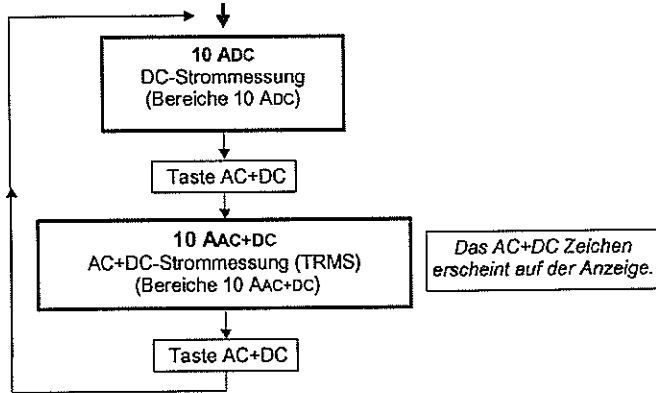 10 ADC
DC-Strommessung
(Bereiche 10 ADC)
Taste AC+DC
10 AAC+DC
AC+DC-Strommessung (TRMS)
(Bereiche 10 AAC+DC)
Das AC+DC Zeichen
erscheint auf der Anzeige.
Taste AC+DC